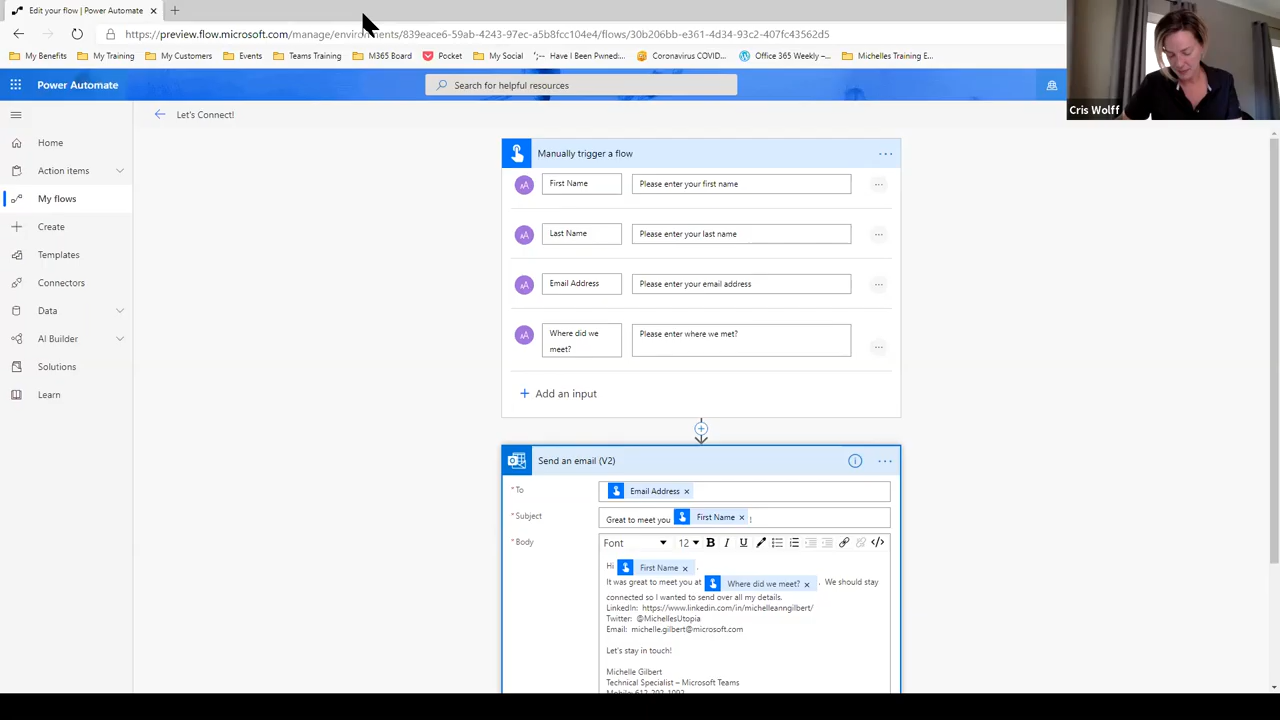 Edit your flow | Power Automate
https://preview.flow.microsoft.com/manage/environments/839eace6-59ab-4243-97ec-a5b8fcc104e4/flows/30b206bb-e361-4d34-93c2-407fc43562d5
My Benefits My Training My Customers Events Teams Training M365 Board Pocket My Social Have I Been Pwned:... Coronavirus COVID... Office 365 Weekly –... Michelles Training E...
Power Automate
Search for helpful resources
Cris Wolff
Let's Connect!
Home
Action items
My flows
Create
Templates
Connectors
Data
AI Builder
Solutions
Learn
Manually trigger a flow
First Name Please enter your first name
Last Name Please enter your last name
Email Address Please enter your email address
Where did we
meet?
Please enter where we met?
Add an input
Send an email (V2)
*To Email Address ×
*Subject Great to meet you First Name × !
*Body Font 12 B I U </>
Hi First Name × ,
It was great to meet you at Where did we meet? × . We should stay
connected so I wanted to send over all my details.
LinkedIn: https://www.linkedin.com/in/michelleanngilbert/
Twitter: @MichellesUtopia
Email: michelle.gilbert@microsoft.com
Let's stay in touch!
Michelle Gilbert
Technical Specialist – Microsoft Teams